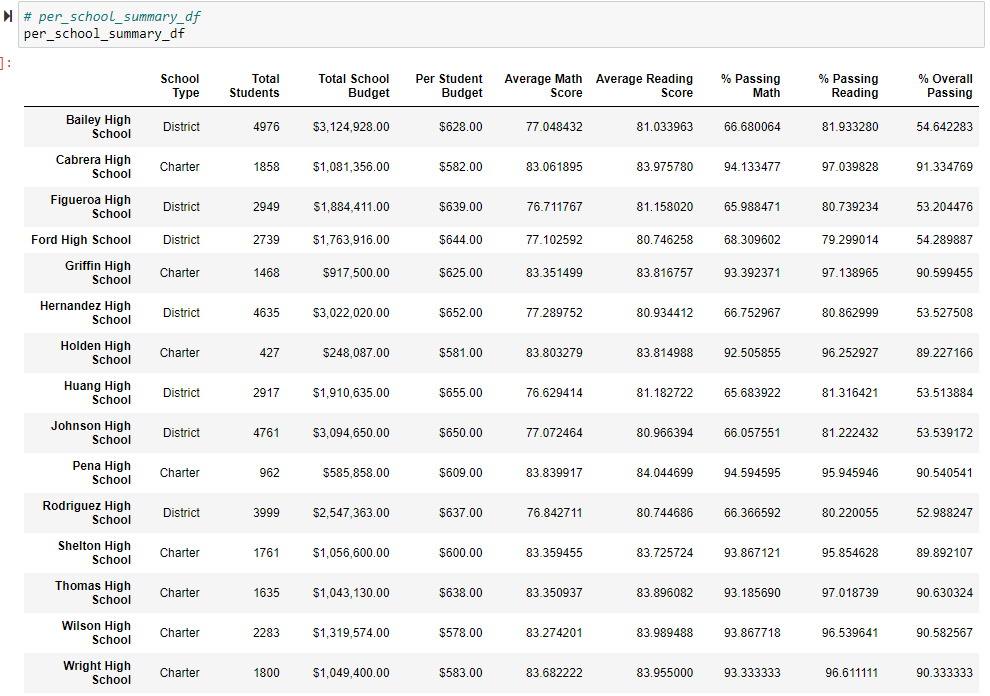 # per_school_summary_df
per_school_summary_df
]:
School Type Total Students Total School Budget Per Student Budget Average Math Score Average Reading Score % Passing Math % Passing Reading % Overall Passing
Bailey High School District 4976 $3,124,928.00 $628.00 77.048432 81.033963 66.680064 81.933280 54.642283
Cabrera High School Charter 1858 $1,081,356.00 $582.00 83.061895 83.975780 94.133477 97.039828 91.334769
Figueroa High School District 2949 $1,884,411.00 $639.00 76.711767 81.158020 65.988471 80.739234 53.204476
Ford High School District 2739 $1,763,916.00 $644.00 77.102592 80.746258 68.309602 79.299014 54.289887
Griffin High School Charter 1468 $917,500.00 $625.00 83.351499 83.816757 93.392371 97.138965 90.599455
Hernandez High School District 4635 $3,022,020.00 $652.00 77.289752 80.934412 66.752967 80.862999 53.527508
Holden High School Charter 427 $248,087.00 $581.00 83.803279 83.814988 92.505855 96.252927 89.227166
Huang High School District 2917 $1,910,635.00 $655.00 76.629414 81.182722 65.683922 81.316421 53.513884
Johnson High School District 4761 $3,094,650.00 $650.00 77.072464 80.966394 66.057551 81.222432 53.539172
Pena High School Charter 962 $585,858.00 $609.00 83.839917 84.044699 94.594595 95.945946 90.540541
Rodriguez High School District 3999 $2,547,363.00 $637.00 76.842711 80.744686 66.366592 80.220055 52.988247
Shelton High School Charter 1761 $1,056,600.00 $600.00 83.359455 83.725724 93.867121 95.854628 89.892107
Thomas High School Charter 1635 $1,043,130.00 $638.00 83.350937 83.896082 93.185690 97.018739 90.630324
Wilson High School Charter 2283 $1,319,574.00 $578.00 83.274201 83.989488 93.867718 96.539641 90.582567
Wright High School Charter 1800 $1,049,400.00 $583.00 83.682222 83.955000 93.333333 96.611111 90.333333